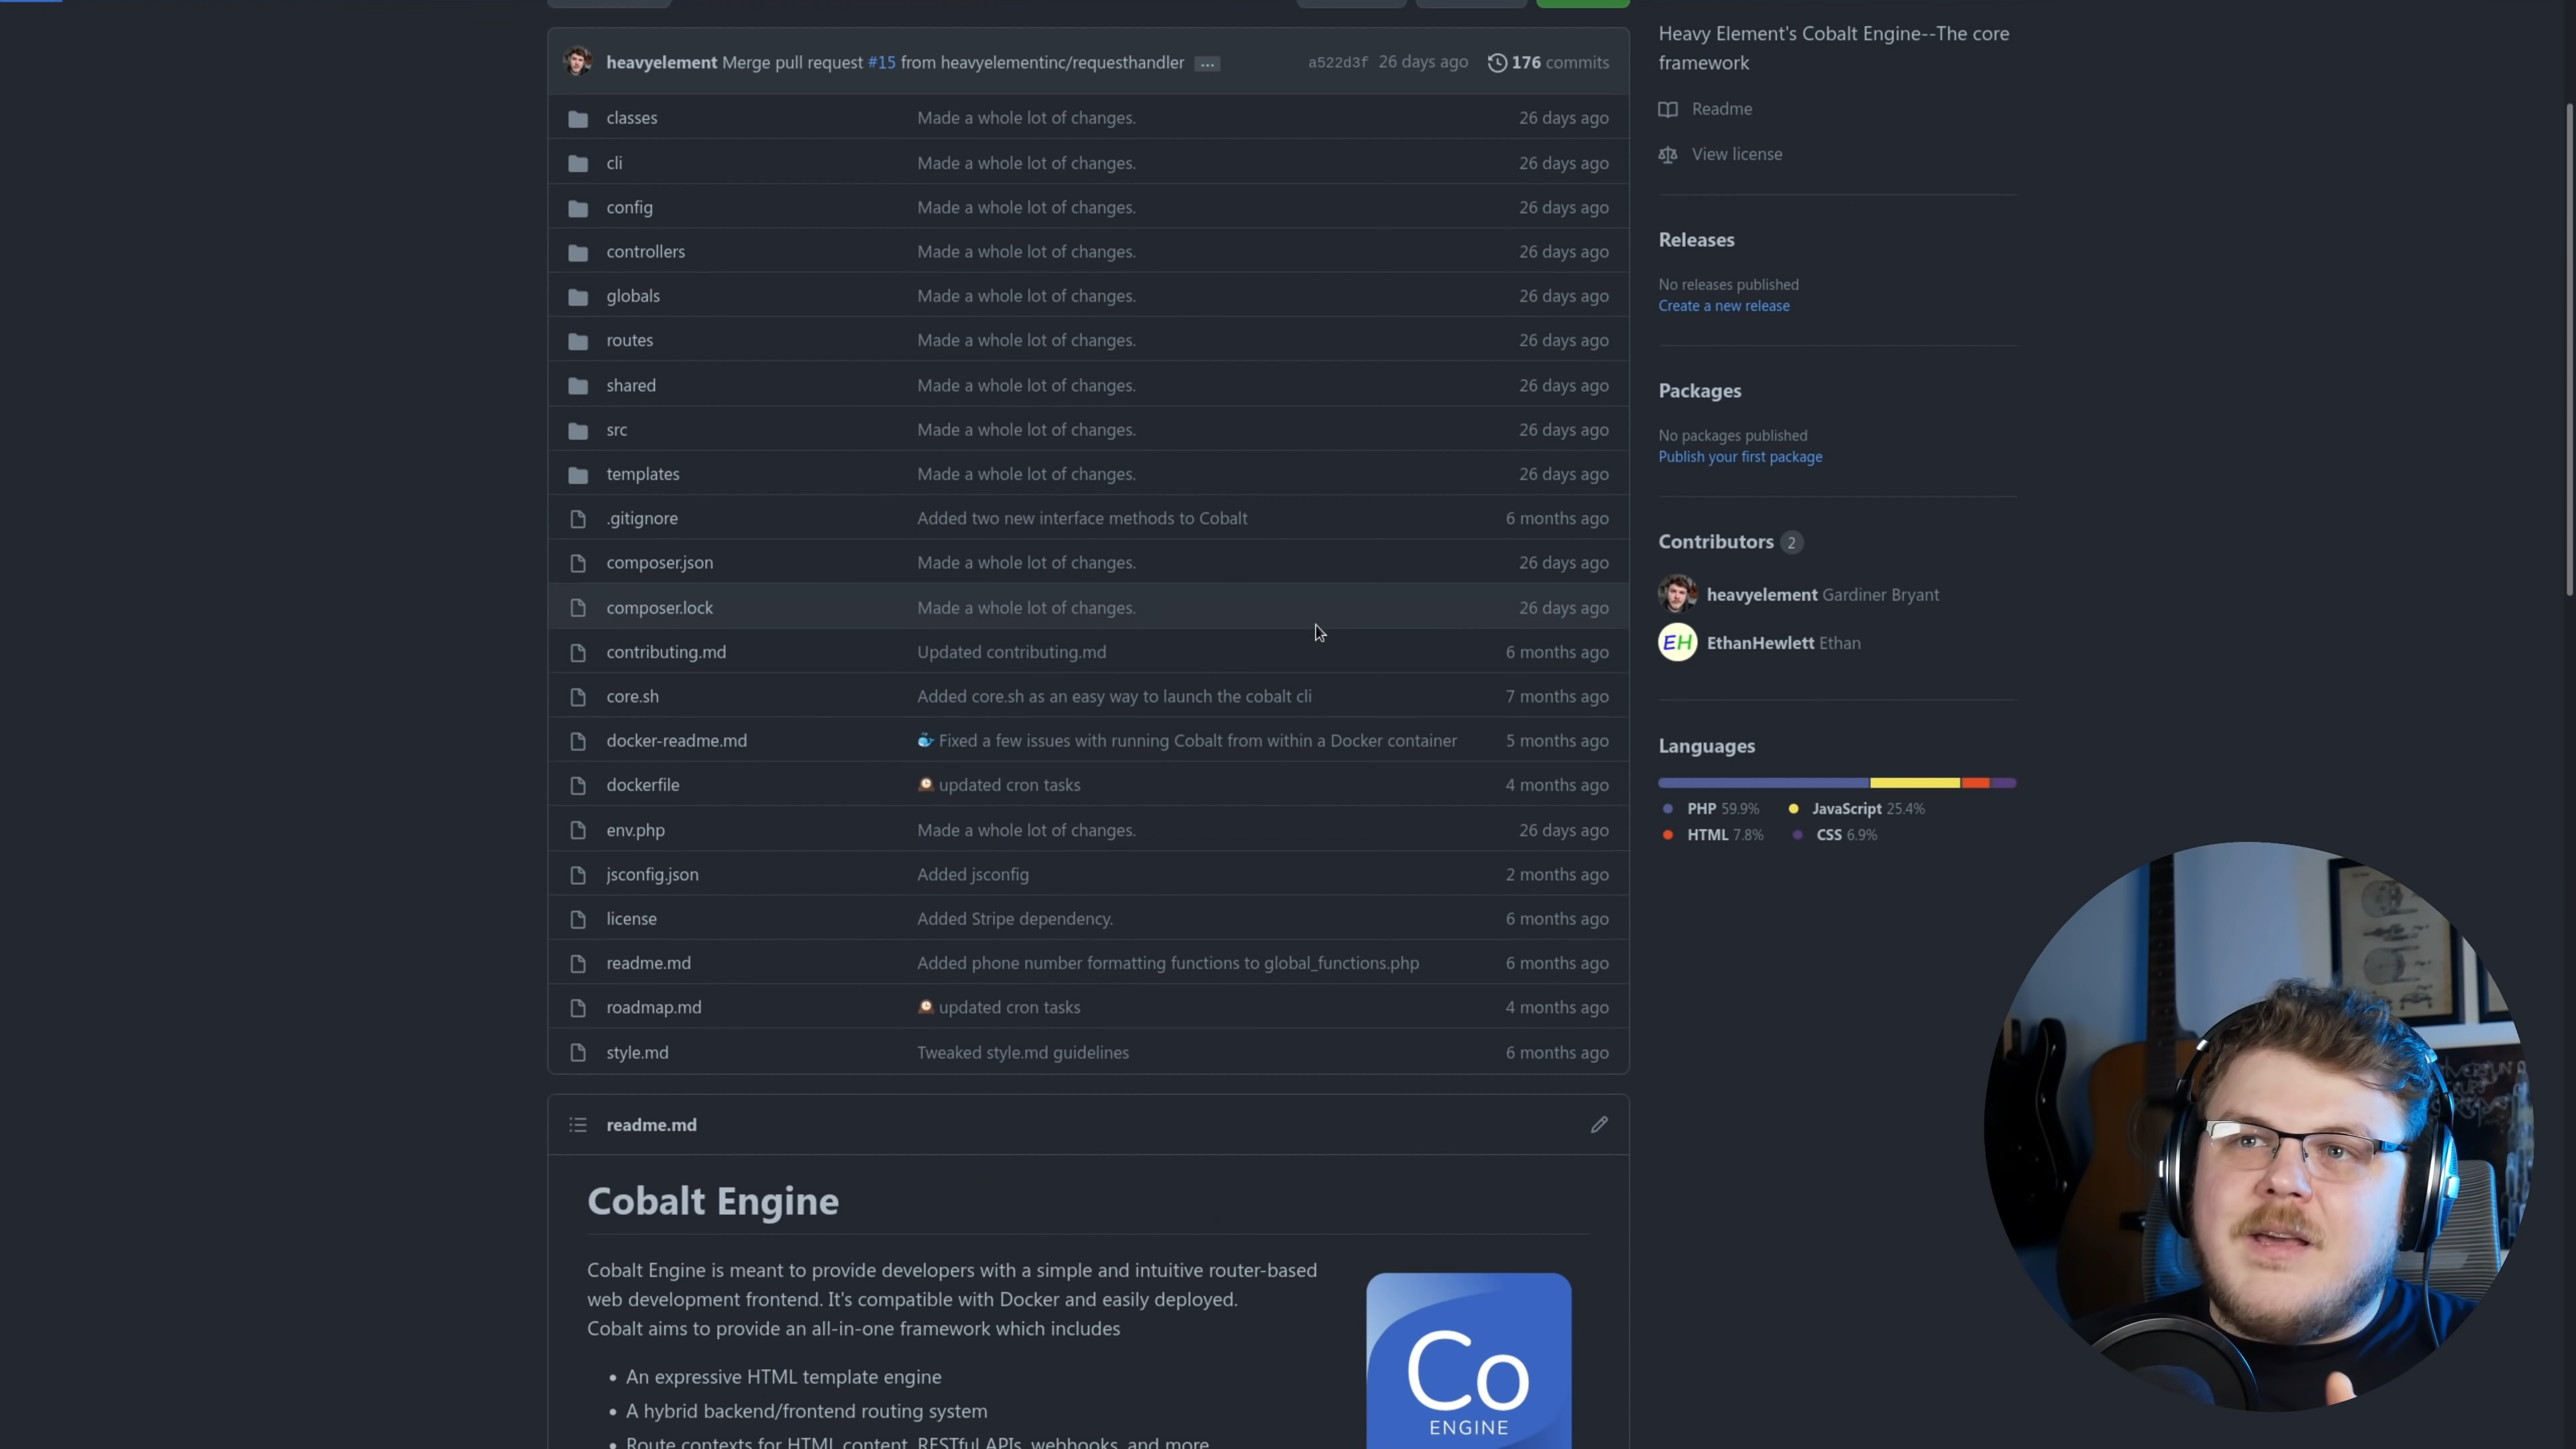 heavyelement Merge pull request #15 from heavyelementinc/requesthandler ... a522d3f 26 days ago 176 commits
classes Made a whole lot of changes. 26 days ago
cli Made a whole lot of changes. 26 days ago
config Made a whole lot of changes. 26 days ago
controllers Made a whole lot of changes. 26 days ago
globals Made a whole lot of changes. 26 days ago
routes Made a whole lot of changes. 26 days ago
shared Made a whole lot of changes. 26 days ago
src Made a whole lot of changes. 26 days ago
templates Made a whole lot of changes. 26 days ago
.gitignore Added two new interface methods to Cobalt 6 months ago
composer.json Made a whole lot of changes. 26 days ago
composer.lock Made a whole lot of changes. 26 days ago
contributing.md Updated contributing.md 6 months ago
core.sh Added core.sh as an easy way to launch the cobalt cli 7 months ago
docker-readme.md 🐳 Fixed a few issues with running Cobalt from within a Docker container 5 months ago
dockerfile 🕰️ updated cron tasks 4 months ago
env.php Made a whole lot of changes. 26 days ago
jsconfig.json Added jsconfig 2 months ago
license Added Stripe dependency. 6 months ago
readme.md Added phone number formatting functions to global_functions.php 6 months ago
roadmap.md 🕰️ updated cron tasks 4 months ago
style.md Tweaked style.md guidelines 6 months ago
readme.md
Cobalt Engine
Cobalt Engine is meant to provide developers with a simple and intuitive router-based
web development frontend. It's compatible with Docker and easily deployed.
Cobalt aims to provide an all-in-one framework which includes
• An expressive HTML template engine
• A hybrid backend/frontend routing system
• Route contexts for HTML content, RESTful APIs, webhooks, and more
Co
ENGINE
Heavy Element's Cobalt Engine--The core
framework
Readme
View license
Releases
No releases published
Create a new release
Packages
No packages published
Publish your first package
Contributors 2
heavyelement Gardiner Bryant
EH EthanHewlett Ethan
Languages
PHP 59.9% JavaScript 25.4%
HTML 7.8% CSS 6.9%